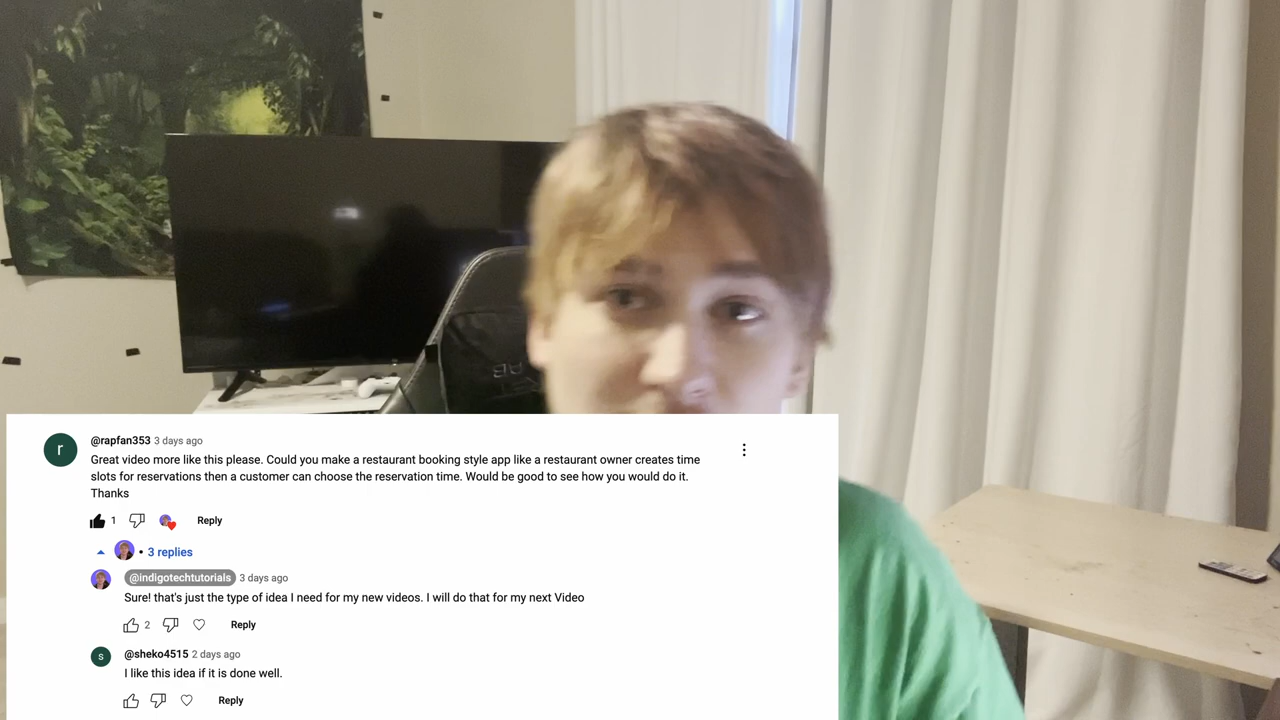 @rapfan353 3 days ago
Great video more like this please. Could you make a restaurant booking style app like a restaurant owner creates time
slots for reservations then a customer can choose the reservation time. Would be good to see how you would do it.
Thanks
1 Reply
3 replies
@indigotechtutorials 3 days ago
Sure! that's just the type of idea I need for my new videos. I will do that for my next Video
2 Reply
s @sheko4515 2 days ago
I like this idea if it is done well.
Reply